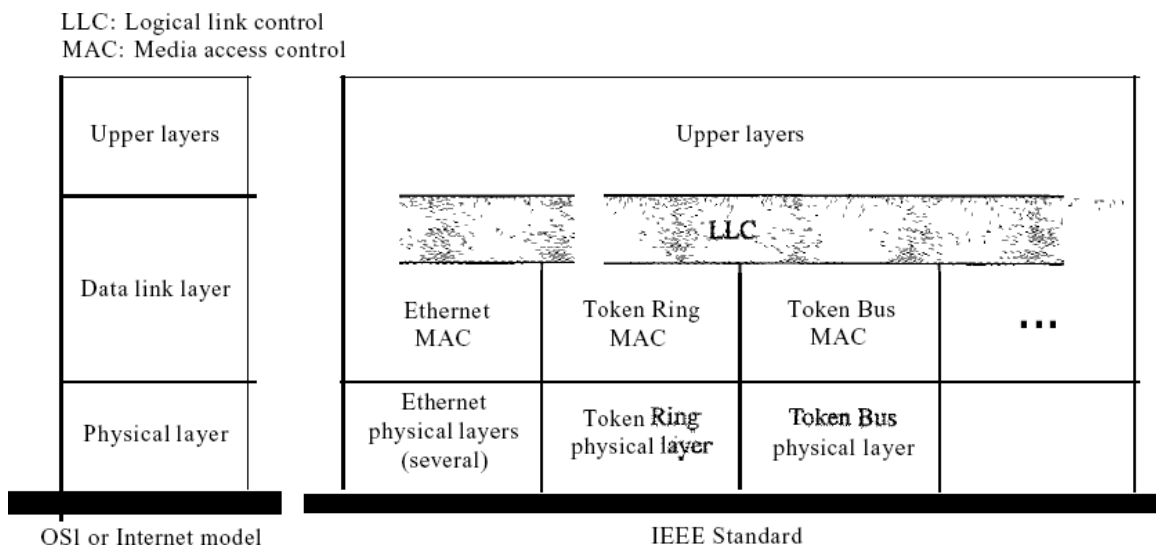 LLC: Logical link control
MAC: Media access control
Upper layers
Data link layer
Physical layer
OSI or Internet model
Upper layers
LLC
Ethernet
MAC
Token Ring
MAC
Token Bus
MAC
...
Ethernet
physical layers
(several)
Token Ring
physical layer
Token Bus
physical layer
IEEE Standard